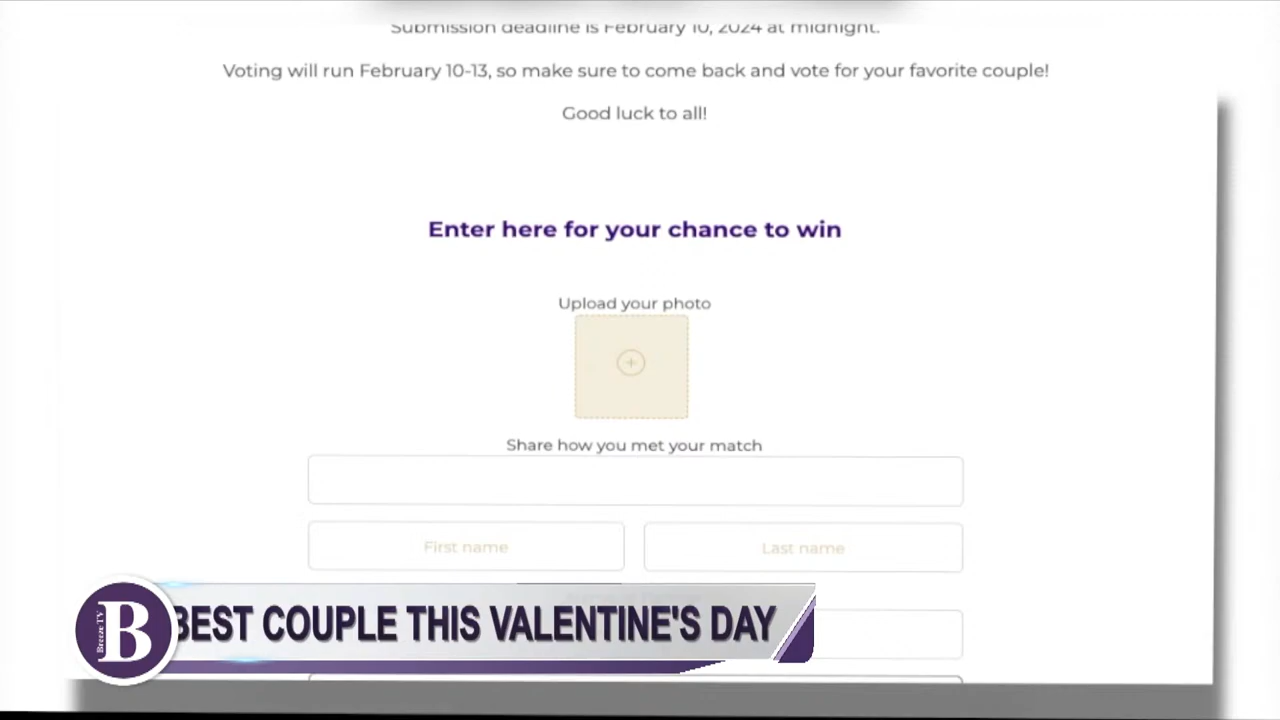 Submission deadline is February 10, 2024 at midnight.
Voting will run February 10-13, so make sure to come back and vote for your favorite couple!
Good luck to all!
Enter here for your chance to win
Upload your photo
Share how you met your match
First name
Last name
BEST COUPLE THIS VALENTINE'S DAY
B
Breeze TV